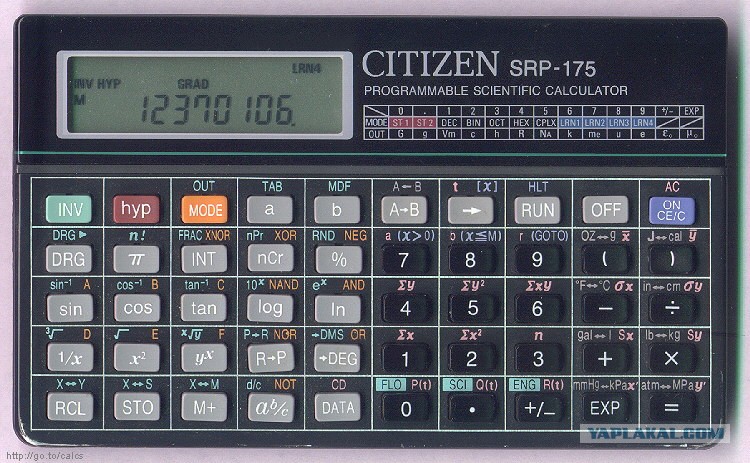 LRN4
INV HYP GRAD
M 12370106.
CITIZEN SRP-175
PROGRAMMABLE SCIENTIFIC CALCULATOR
0 . 1 2 3 4 5 6 7 8 9 +/− EXP
MODE ST1 ST2 DEC BIN OCT HEX CPLX LRN1 LRN2 LRN3 LRN4
OUT G g Vm c h R NA k me u e ε₀ μ₀
OUT TAB MDF A←B t [x] HLT AC
INV hyp MODE a b A→B → RUN OFF ON CE/C
DRG▶ n! FRAC XNOR nPr XOR RND NEG a (X>0) b (X≦M) r (GOTO) OZ↔g x̅ J↔cal y̅
DRG π INT nCr % 7 8 9 ( )
sin⁻¹ A cos⁻¹ B tan⁻¹ C 10ˣ NAND eˣ AND Σy Σy² Σxy °F↔°C σx in↔cm σy
sin cos tan log ln 4 5 6 − ÷
³√ D √ E ˣ√y F P→R NOR →DMS OR Σx Σx² n gal↔l Sx lb↔kg Sy
1/x x² yˣ R→P →DEG 1 2 3 + ×
X↔Y X↔S X↔M d/c NOT CD FLO P(t) SCI Q(t) ENG R(t) mmHg↔kPa x′ atm↔MPa y′
RCL STO M+ ab/c DATA 0 • +/− EXP =
YAPLAKAL.COM
http://go.to/calcs